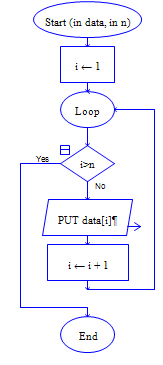 Start (in data, in n)
i ← 1
Loop
Yes
i>n
No
PUT data[i]¶
i ← i + 1
End